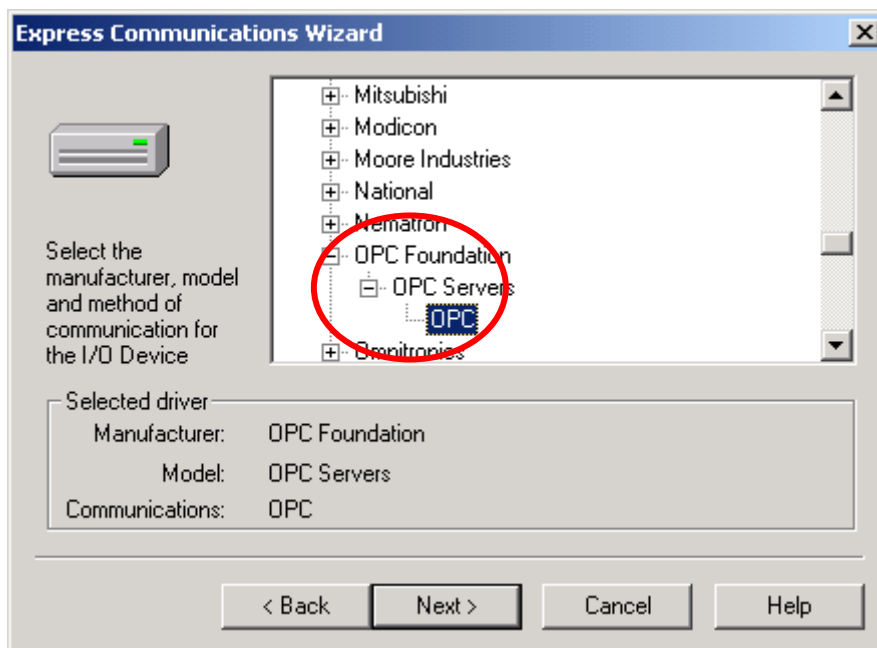 Express Communications Wizard
Mitsubishi
Modicon
Moore Industries
National
Nematron
OPC Foundation
OPC Servers
OPC
Omnitronics
Select the
manufacturer, model
and method of
communication for
the I/O Device
Selected driver
Manufacturer: OPC Foundation
Model: OPC Servers
Communications: OPC
< Back Next > Cancel Help